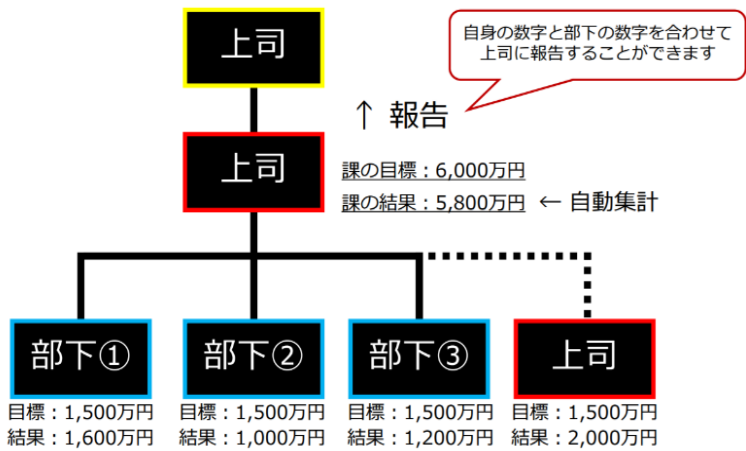 上司
自身の数字と部下の数字を合わせて
上司に報告することができます
↑ 報告
上司
課の目標：6,000万円
課の結果：5,800万円 ← 自動集計
部下①
部下②
部下③
上司
目標：1,500万円
結果：1,600万円
目標：1,500万円
結果：1,000万円
目標：1,500万円
結果：1,200万円
目標：1,500万円
結果：2,000万円